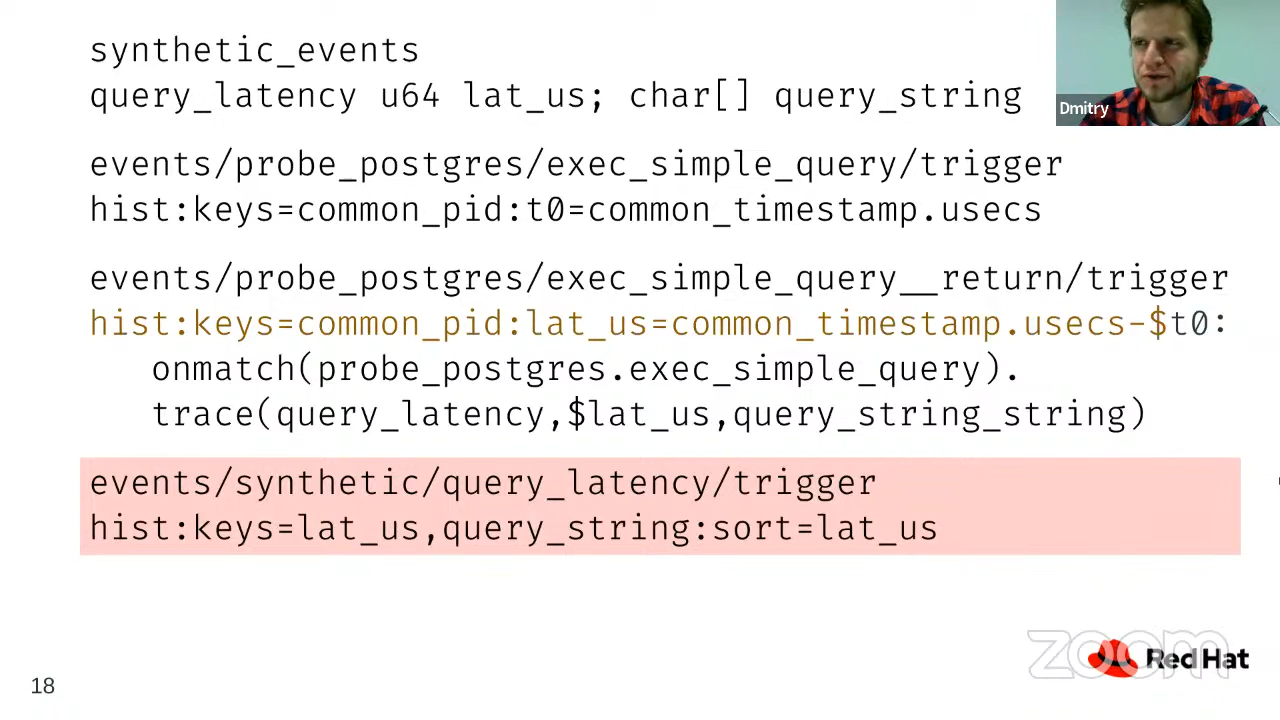 synthetic_events
query_latency u64 lat_us; char[] query_string
Dmitry
events/probe_postgres/exec_simple_query/trigger
hist:keys=common_pid:t0=common_timestamp.usecs
events/probe_postgres/exec_simple_query__return/trigger
hist:keys=common_pid:lat_us=common_timestamp.usecs-$t0:
onmatch(probe_postgres.exec_simple_query).
trace(query_latency,$lat_us,query_string_string)
events/synthetic/query_latency/trigger
hist:keys=lat_us,query_string:sort=lat_us
zoom
Red Hat
18